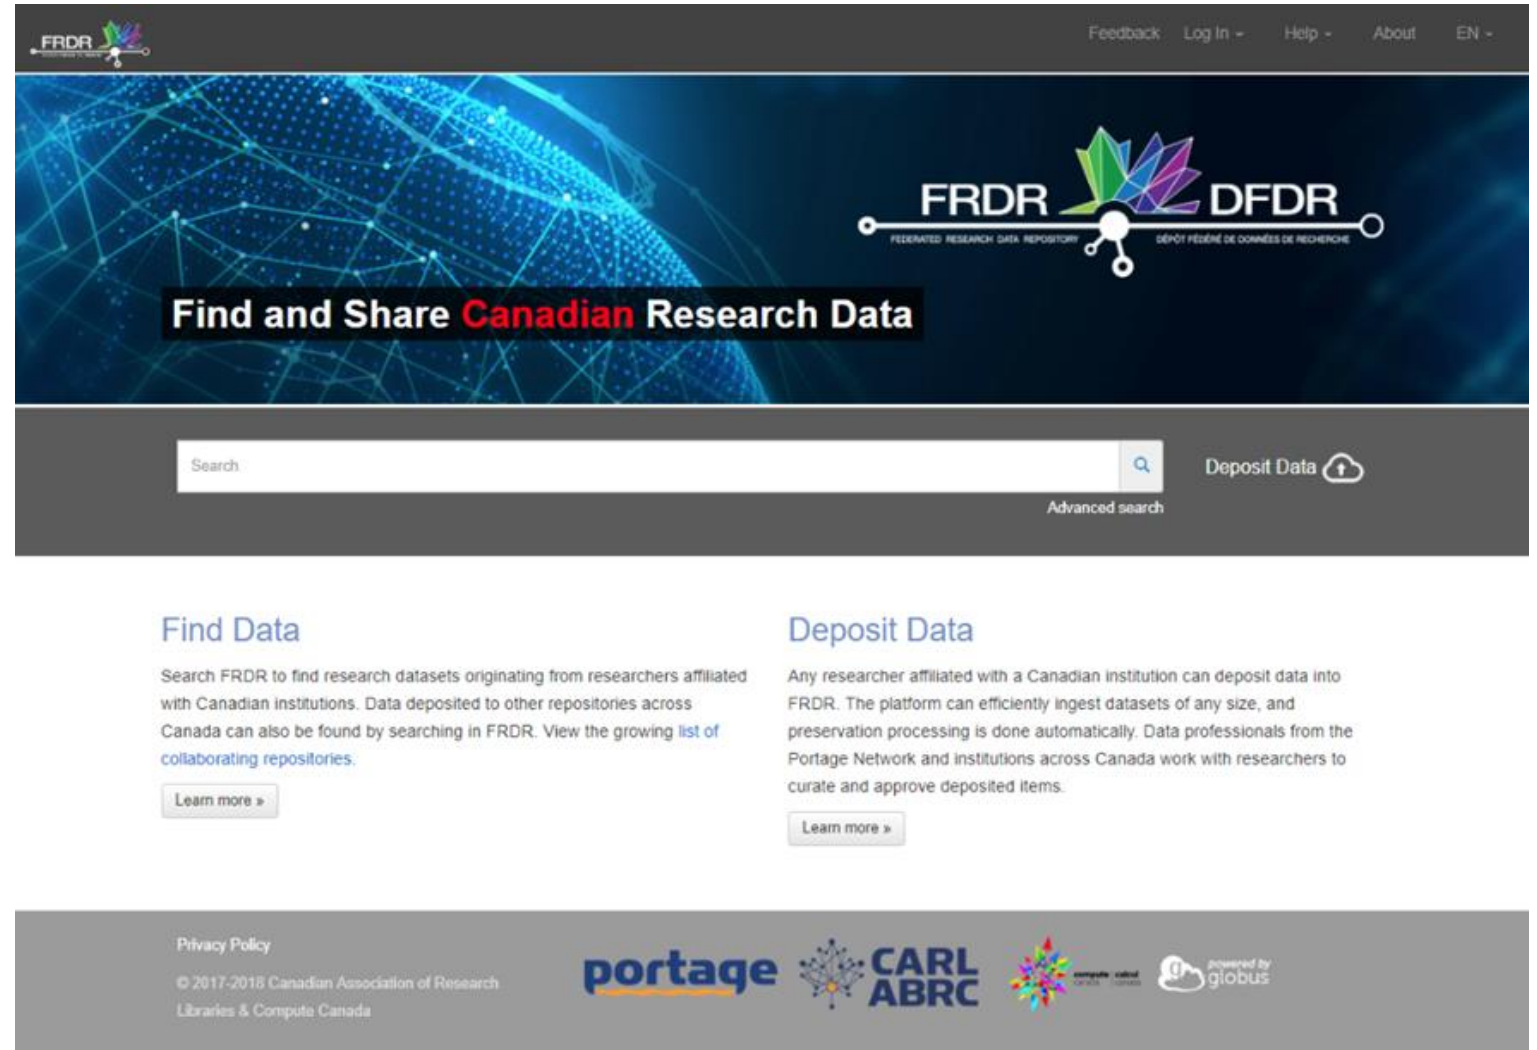 FRDR
Feedback Log In Help About EN
FRDR DFDR
FEDERATED RESEARCH DATA REPOSITORY DÉPÔT FÉDÉRÉ DE DONNÉES DE RECHERCHE
Find and Share Canadian Research Data
Search
Deposit Data
Advanced search
Find Data
Search FRDR to find research datasets originating from researchers affiliated
with Canadian institutions. Data deposited to other repositories across
Canada can also be found by searching in FRDR. View the growing list of
collaborating repositories.
Learn more »
Deposit Data
Any researcher affiliated with a Canadian institution can deposit data into
FRDR. The platform can efficiently ingest datasets of any size, and
preservation processing is done automatically. Data professionals from the
Portage Network and institutions across Canada work with researchers to
curate and approve deposited items.
Learn more »
Privacy Policy
© 2017-2018 Canadian Association of Research
Libraries & Compute Canada
portage
CARL
ABRC
compute calcul
canada canada
powered by
globus